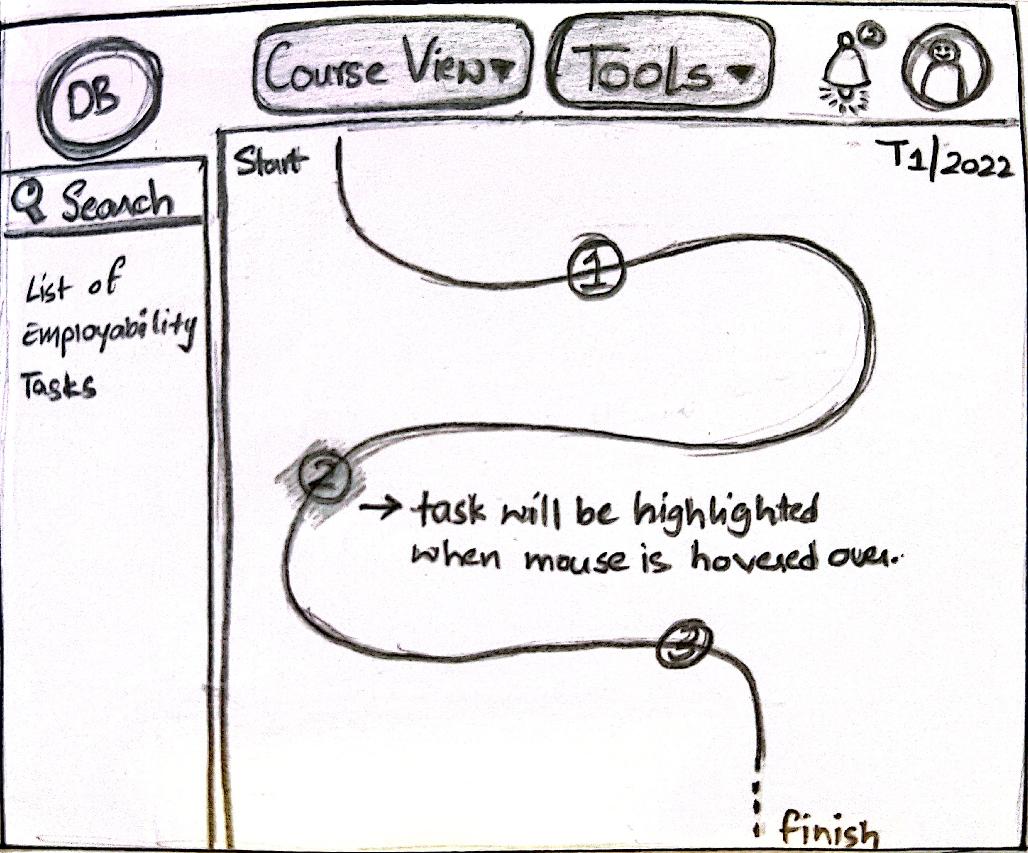 DB
Course View
Tools
2
Search
List of
Employability
Tasks
Start
T1/2022
1
2
→ task will be highlighted
when mouse is hovered over.
3
finish